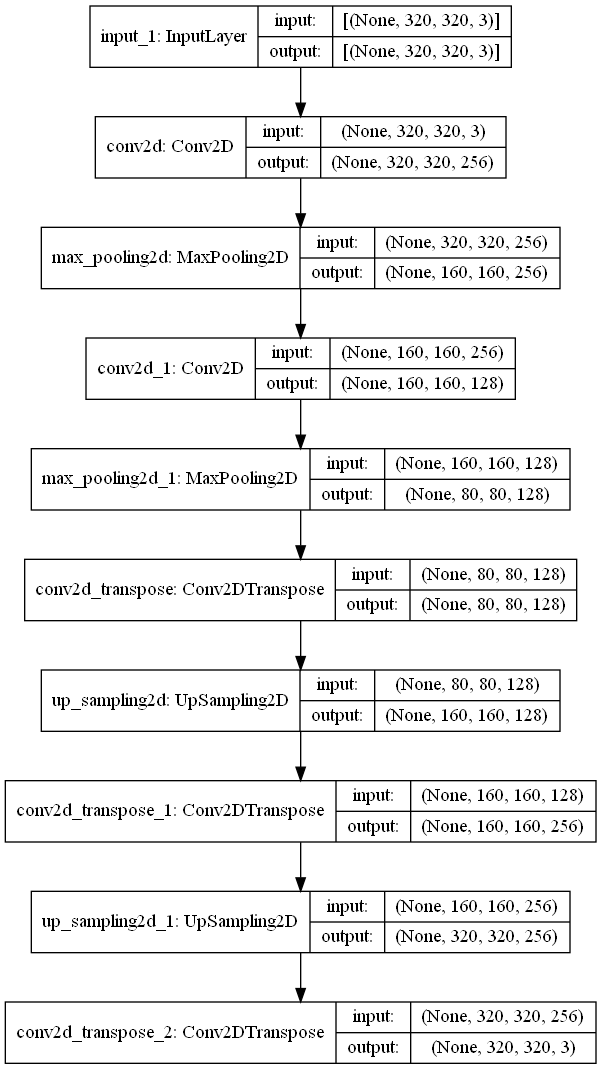 input_1: InputLayer
input:
[(None, 320, 320, 3)]
output:
[(None, 320, 320, 3)]
conv2d: Conv2D
input:
(None, 320, 320, 3)
output:
(None, 320, 320, 256)
max_pooling2d: MaxPooling2D
input:
(None, 320, 320, 256)
output:
(None, 160, 160, 256)
conv2d_1: Conv2D
input:
(None, 160, 160, 256)
output:
(None, 160, 160, 128)
max_pooling2d_1: MaxPooling2D
input:
(None, 160, 160, 128)
output:
(None, 80, 80, 128)
conv2d_transpose: Conv2DTranspose
input:
(None, 80, 80, 128)
output:
(None, 80, 80, 128)
up_sampling2d: UpSampling2D
input:
(None, 80, 80, 128)
output:
(None, 160, 160, 128)
conv2d_transpose_1: Conv2DTranspose
input:
(None, 160, 160, 128)
output:
(None, 160, 160, 256)
up_sampling2d_1: UpSampling2D
input:
(None, 160, 160, 256)
output:
(None, 320, 320, 256)
conv2d_transpose_2: Conv2DTranspose
input:
(None, 320, 320, 256)
output:
(None, 320, 320, 3)